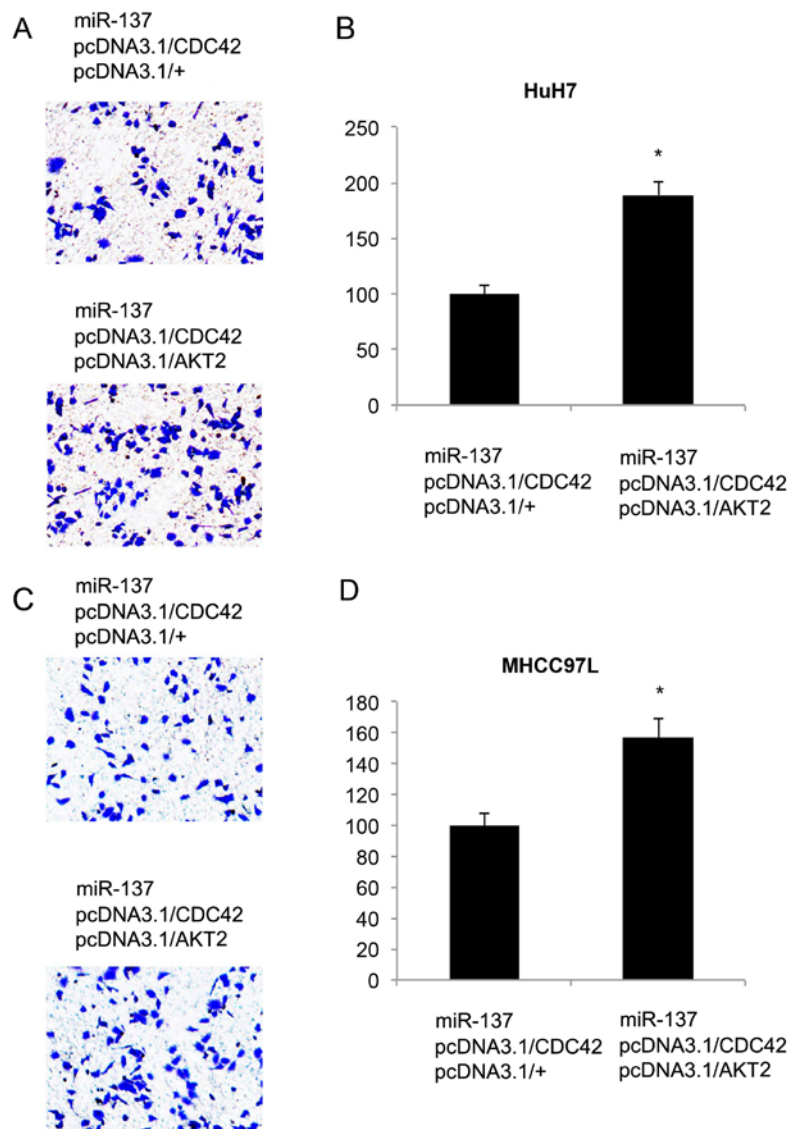 A
miR-137
pcDNA3.1/CDC42
pcDNA3.1/+
miR-137
pcDNA3.1/CDC42
pcDNA3.1/AKT2
B
HuH7
250
200
150
100
50
0
*
miR-137
pcDNA3.1/CDC42
pcDNA3.1/+
miR-137
pcDNA3.1/CDC42
pcDNA3.1/AKT2
C
miR-137
pcDNA3.1/CDC42
pcDNA3.1/+
miR-137
pcDNA3.1/CDC42
pcDNA3.1/AKT2
D
MHCC97L
180
160
140
120
100
80
60
40
20
0
*
miR-137
pcDNA3.1/CDC42
pcDNA3.1/+
miR-137
pcDNA3.1/CDC42
pcDNA3.1/AKT2